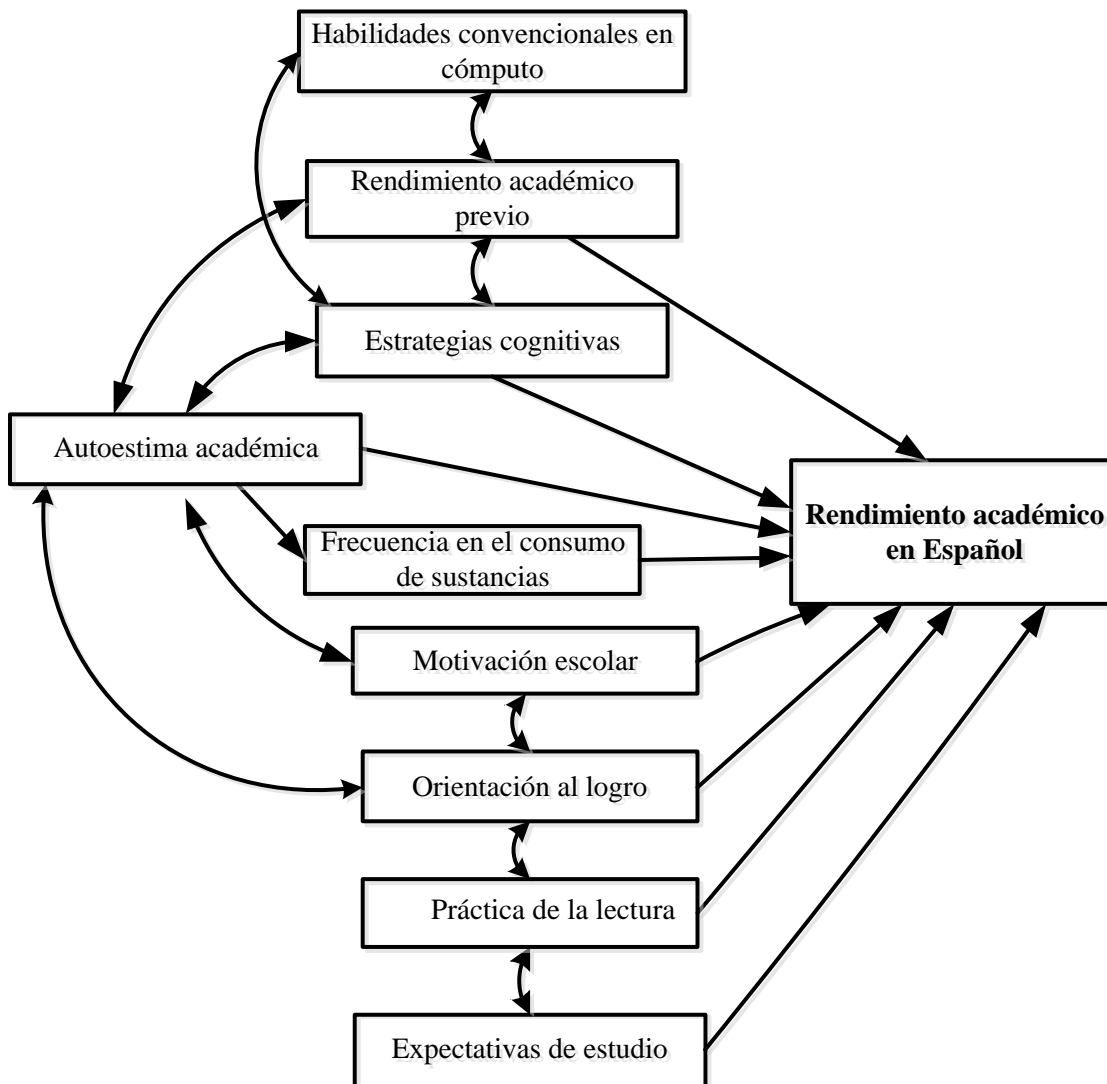 Habilidades convencionales en
cómputo
Rendimiento académico
previo
Estrategias cognitivas
Autoestima académica
Rendimiento académico
en Español
Frecuencia en el consumo
de sustancias
Motivación escolar
Orientación al logro
Práctica de la lectura
Expectativas de estudio